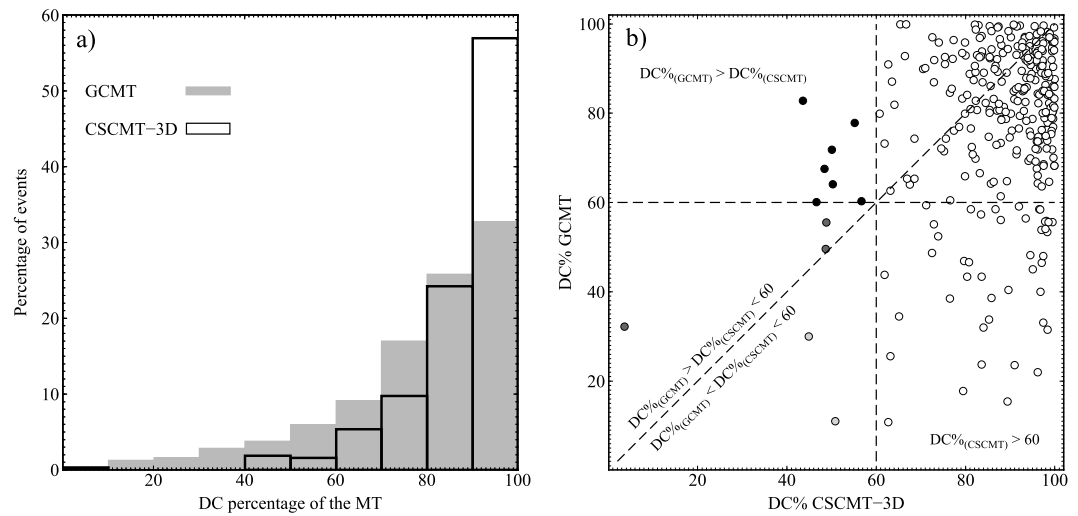 a)
GCMT
CSCMT−3D
60
50
40
30
20
10
0
Percentage of events
20 40 60 80 100
DC percentage of the MT
b)
DC%(GCMT) > DC%(CSCMT)
100
80
60
40
20
DC% GCMT
DC%(GCMT) > DC%(CSCMT) < 60
DC%(GCMT) < DC%(CSCMT) < 60
DC%(CSCMT) > 60
20 40 60 80 100
DC% CSCMT−3D